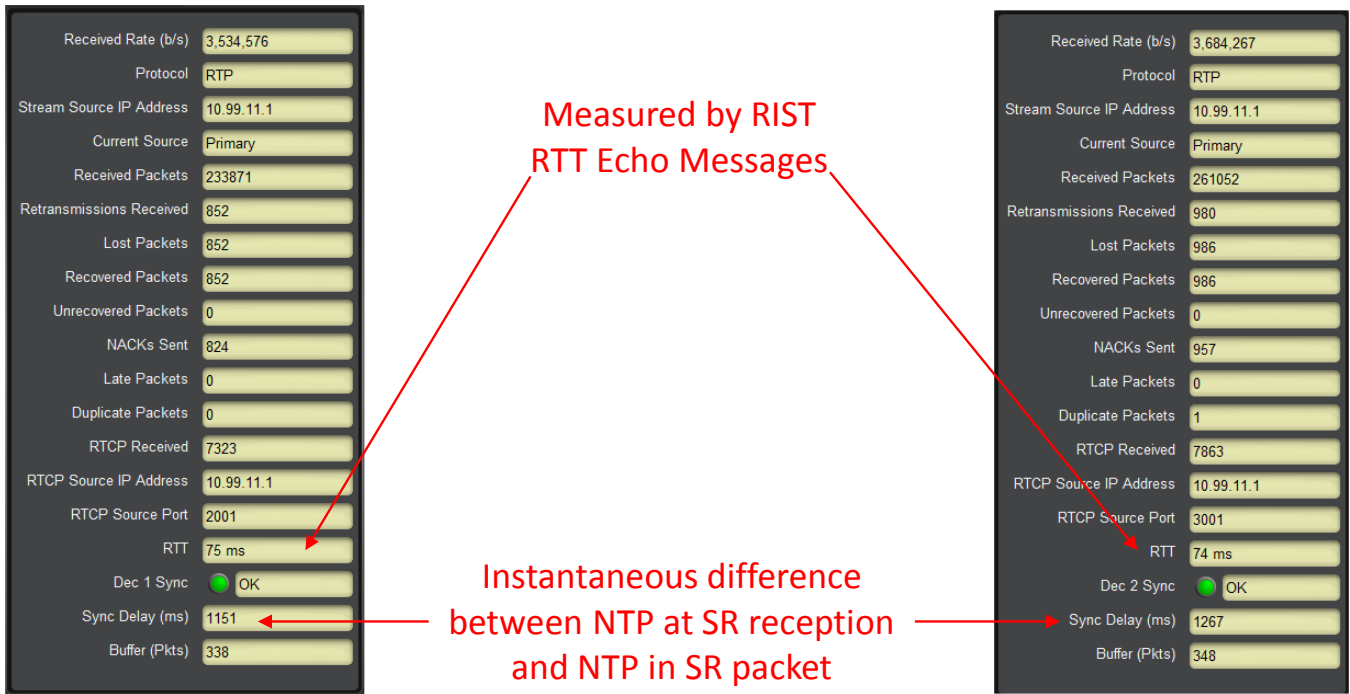 Received Rate (b/s) 3,534,576
Protocol RTP
Stream Source IP Address 10.99.11.1
Current Source Primary
Received Packets 233871
Retransmissions Received 852
Lost Packets 852
Recovered Packets 852
Unrecovered Packets 0
NACKs Sent 824
Late Packets 0
Duplicate Packets 0
RTCP Received 7323
RTCP Source IP Address 10.99.11.1
RTCP Source Port 2001
RTT 75 ms
Dec 1 Sync OK
Sync Delay (ms) 1151
Buffer (Pkts) 338
Measured by RIST
RTT Echo Messages
Instantaneous difference
between NTP at SR reception
and NTP in SR packet
Received Rate (b/s) 3,684,267
Protocol RTP
Stream Source IP Address 10.99.11.1
Current Source Primary
Received Packets 261052
Retransmissions Received 980
Lost Packets 986
Recovered Packets 986
Unrecovered Packets 0
NACKs Sent 957
Late Packets 0
Duplicate Packets 1
RTCP Received 7863
RTCP Source IP Address 10.99.11.1
RTCP Source Port 3001
RTT 74 ms
Dec 2 Sync OK
Sync Delay (ms) 1267
Buffer (Pkts) 348